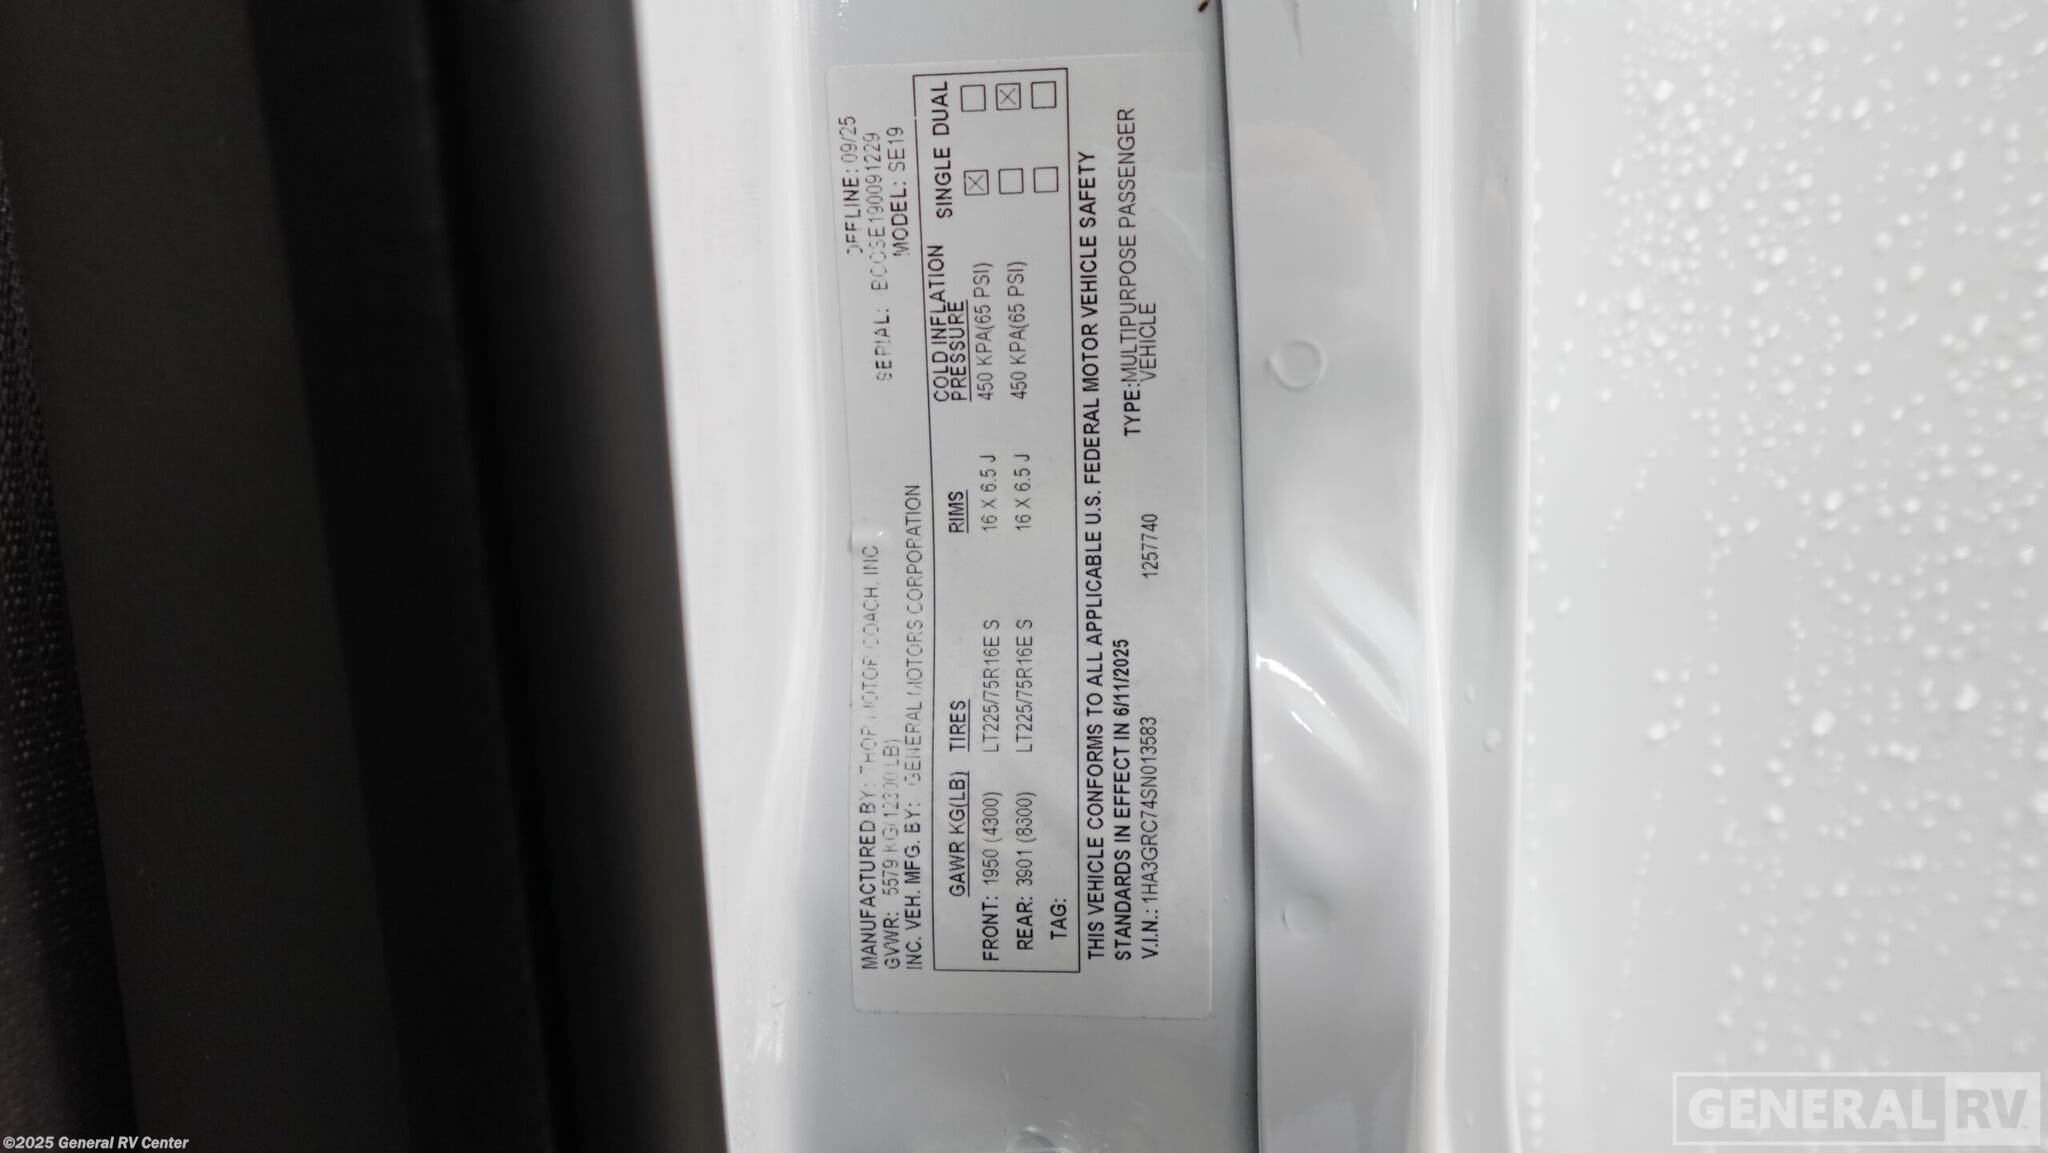 OFFLINE: 09/25
MANUFACTURED BY: THOR MOTOR COACH, INC
SERIAL: 190091229
GVWR: 5579 KG( 12300 LB)
MODEL: SE19
INC. VEH. MFG. BY: GENERAL MOTORS CORPORATION
GAWR KG(LB) TIRES RIMS COLD INFLATION PRESSURE SINGLE DUAL
FRONT: 1950 (4300) LT225/75R16E S 16 X 6.5 J 450 KPA(65 PSI) ☒ ☐
REAR: 3901 (8600) LT225/75R16E S 16 X 6.5 J 450 KPA(65 PSI) ☐ ☒
TAG: ☐ ☐
THIS VEHICLE CONFORMS TO ALL APPLICABLE U.S. FEDERAL MOTOR VEHICLE SAFETY
STANDARDS IN EFFECT IN 6/11/2025
TYPE:MULTIPURPOSE PASSENGER
VEHICLE
V.I.N.: 1HA3GRC74SN013583 1257740
GENERAL RV
©2025 General RV Center